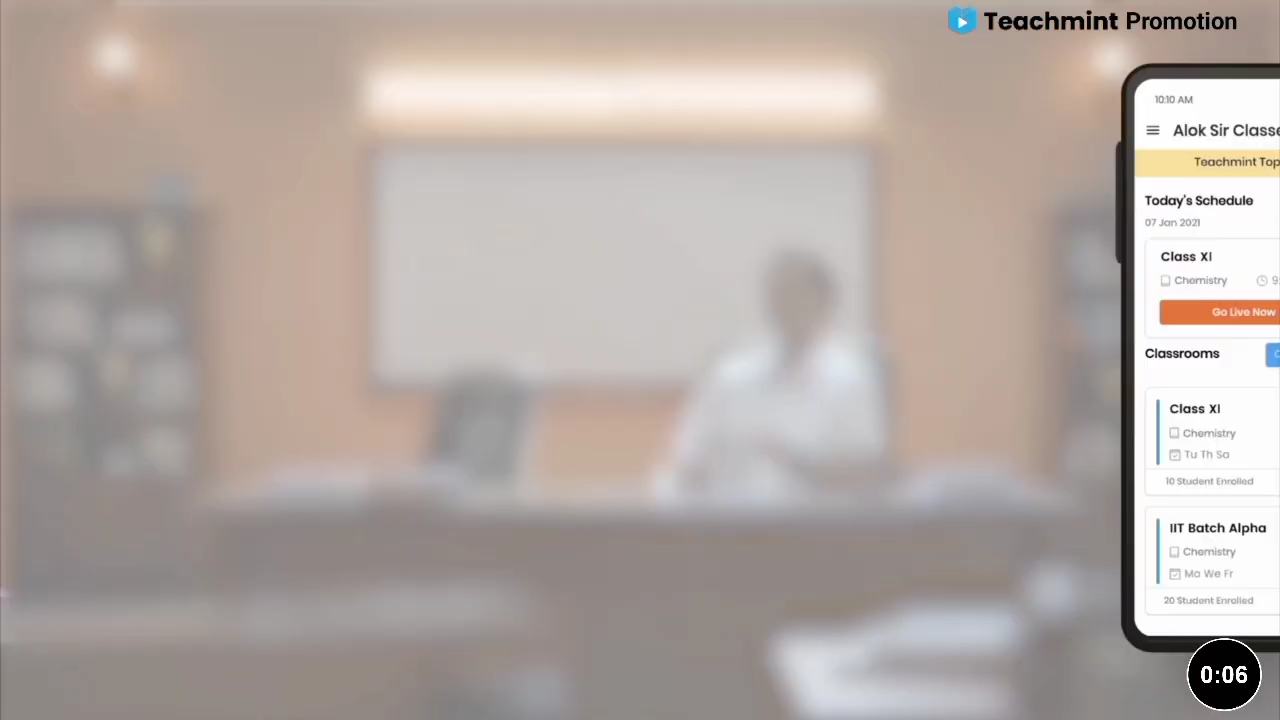 Teachmint Promotion
10:10 AM
Alok Sir Classe
Teachmint Top
Today's Schedule
07 Jan 2021
Class XI
Chemistry 9:
Go Live Now
Classrooms
Class XI
Chemistry
Tu Th Sa
10 Student Enrolled
IIT Batch Alpha
Chemistry
Mo We Fr
20 Student Enrolled
0:06